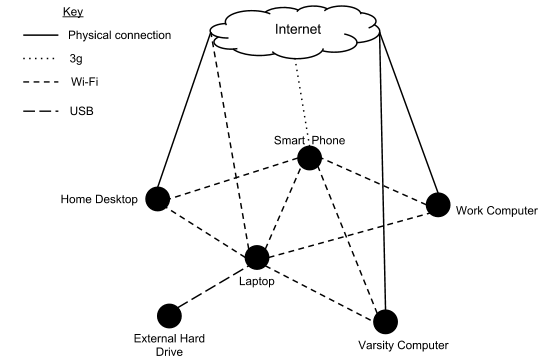 Key
Physical connection
3g
Wi-Fi
USB
Internet
Smart Phone
Home Desktop
Work Computer
Laptop
External Hard
Drive
Varsity Computer